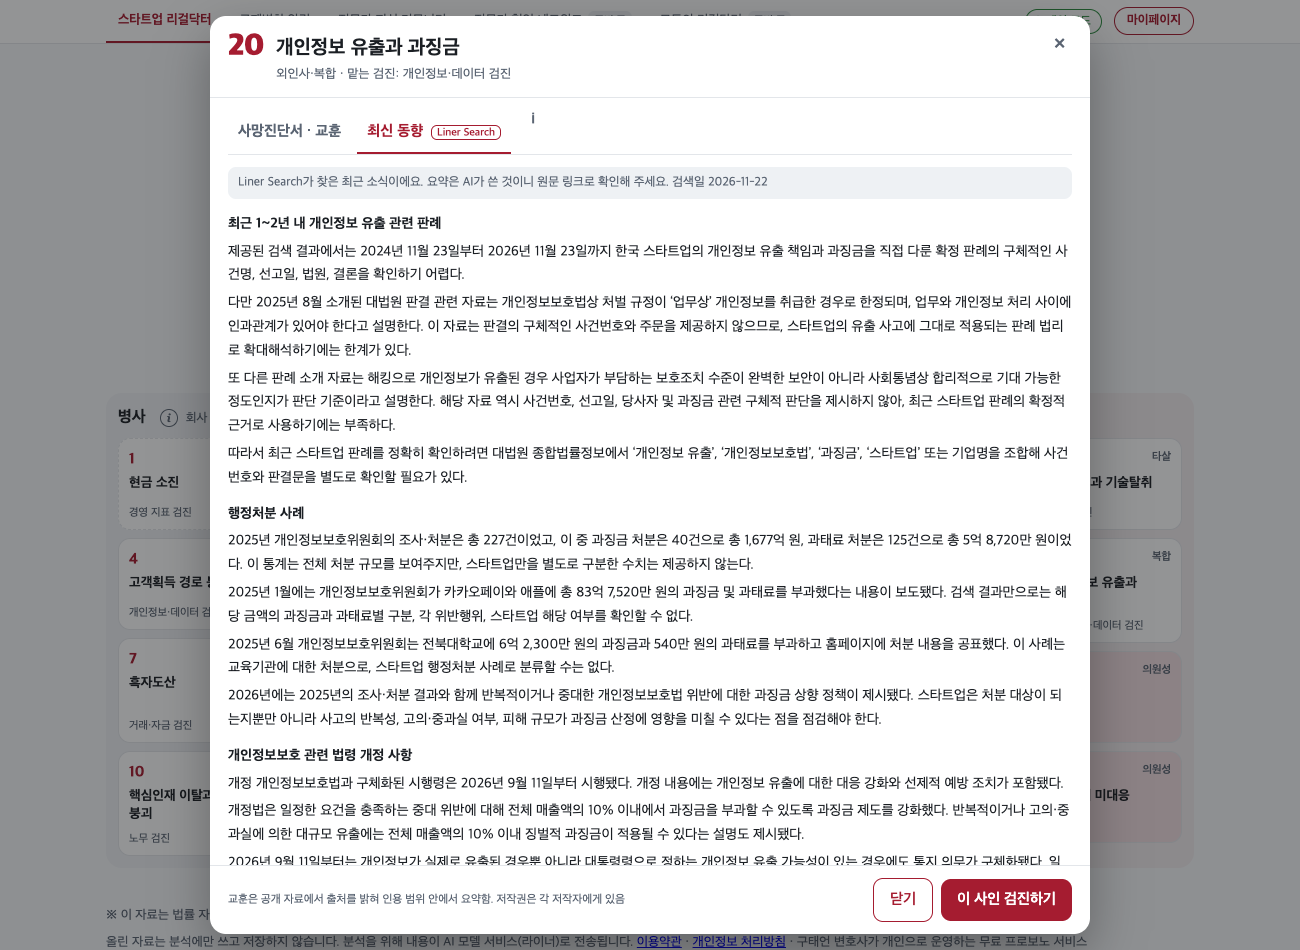 스타트업 리걸닥터
마이페이지
20 개인정보 유출과 과징금
외인사·복합 · 맡는 검진: 개인정보·데이터 검진
×
사망진단서 · 교훈
최신 동향 Liner Search
i
Liner Search가 찾은 최근 소식이에요. 요약은 AI가 쓴 것이니 원문 링크로 확인해 주세요. 검색일 2026-11-22
최근 1~2년 내 개인정보 유출 관련 판례
제공된 검색 결과에서는 2024년 11월 23일부터 2026년 11월 23일까지 한국 스타트업의 개인정보 유출 책임과 과징금을 직접 다룬 확정 판례의 구체적인 사
건명, 선고일, 법원, 결론을 확인하기 어렵다.
다만 2025년 8월 소개된 대법원 판결 관련 자료는 개인정보보호법상 처벌 규정이 ‘업무상’ 개인정보를 취급한 경우로 한정되며, 업무와 개인정보 처리 사이에
인과관계가 있어야 한다고 설명한다. 이 자료는 판결의 구체적인 사건번호와 주문을 제공하지 않으므로, 스타트업의 유출 사고에 그대로 적용되는 판례 법리
로 확대해석하기에는 한계가 있다.
또 다른 판례 소개 자료는 해킹으로 개인정보가 유출된 경우 사업자가 부담하는 보호조치 수준이 완벽한 보안이 아니라 사회통념상 합리적으로 기대 가능한
정도인지가 판단 기준이라고 설명한다. 해당 자료 역시 사건번호, 선고일, 당사자 및 과징금 관련 구체적 판단을 제시하지 않아, 최근 스타트업 판례의 확정적
근거로 사용하기에는 부족하다.
따라서 최근 스타트업 판례를 정확히 확인하려면 대법원 종합법률정보에서 ‘개인정보 유출’, ‘개인정보보호법’, ‘과징금’, ‘스타트업’ 또는 기업명을 조합해 사건
번호와 판결문을 별도로 확인할 필요가 있다.
행정처분 사례
2025년 개인정보보호위원회의 조사·처분은 총 227건이었고, 이 중 과징금 처분은 40건으로 총 1,677억 원, 과태료 처분은 125건으로 총 5억 8,720만 원이었
다. 이 통계는 전체 처분 규모를 보여주지만, 스타트업만을 별도로 구분한 수치는 제공하지 않는다.
2025년 1월에는 개인정보보호위원회가 카카오페이와 애플에 총 83억 7,520만 원의 과징금 및 과태료를 부과했다는 내용이 보도됐다. 검색 결과만으로는 해
당 금액의 과징금과 과태료별 구분, 각 위반행위, 스타트업 해당 여부를 확인할 수 없다.
2025년 6월 개인정보보호위원회는 전북대학교에 6억 2,300만 원의 과징금과 540만 원의 과태료를 부과하고 홈페이지에 처분 내용을 공표했다. 이 사례는
교육기관에 대한 처분으로, 스타트업 행정처분 사례로 분류할 수는 없다.
2026년에는 2025년의 조사·처분 결과와 함께 반복적이거나 중대한 개인정보보호법 위반에 대한 과징금 상향 정책이 제시됐다. 스타트업은 처분 대상이 되
는지뿐만 아니라 사고의 반복성, 고의·중과실 여부, 피해 규모가 과징금 산정에 영향을 미칠 수 있다는 점을 점검해야 한다.
개인정보보호 관련 법령 개정 사항
개정 개인정보보호법과 구체화된 시행령은 2026년 9월 11일부터 시행됐다. 개정 내용에는 개인정보 유출에 대한 대응 강화와 선제적 예방 조치가 포함됐다.
개정법은 일정한 요건을 충족하는 중대 위반에 대해 전체 매출액의 10% 이내에서 과징금을 부과할 수 있도록 과징금 제도를 강화했다. 반복적이거나 고의·중
과실에 의한 대규모 유출에는 전체 매출액의 10% 이내 징벌적 과징금이 적용될 수 있다는 설명도 제시됐다.
2026년 9월 11일부터는 개인정보가 실제로 유출된 경우뿐 아니라 대통령령으로 정하는 개인정보 유출 가능성이 있는 경우에도 통지 의무가 구체화됐다. 일
교훈은 공개 자료에서 출처를 밝혀 인용 범위 안에서 요약함. 저작권은 각 저작자에게 있음
닫기
이 사인 검진하기
병사 i 회사
1
현금 소진
경영 지표 검진
4
고객획득 경로
개인정보·데이터 검
7
흑자도산
거래·자금 검진
10
핵심인재 이탈과
붕괴
노무 검진
타살
과 기술탈취
복합
보 유출과
데이터 검진
의원성
의원성
미대응
※ 이 자료는 법률 자
올린 자료는 분석에만 쓰고 저장하지 않습니다. 분석을 위해 내용이 AI 모델 서비스(라이너)로 전송됩니다. 이용약관 · 개인정보 처리방침 · 구태언 변호사가 개인으로 운영하는 무료 프로보노 서비스